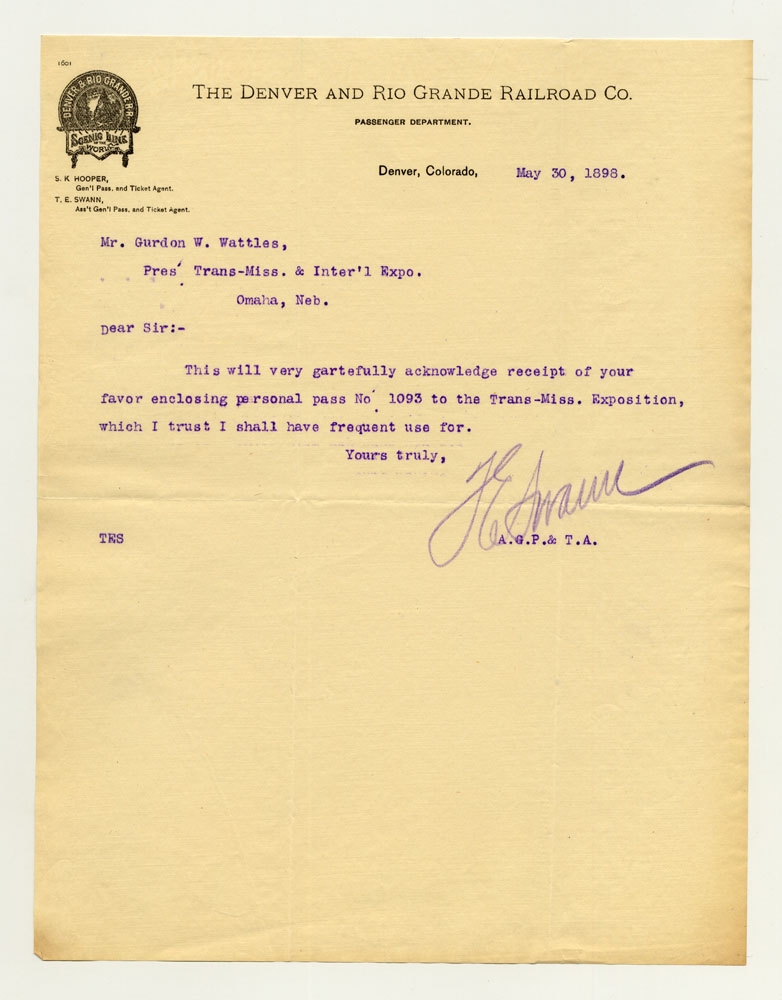 1601
DENVER & RIO GRANDE R.R.
SCENIC LINE
OF THE
WORLD
THE DENVER AND RIO GRANDE RAILROAD CO.
PASSENGER DEPARTMENT.
S. K HOOPER,
Gen'l Pass. and Ticket Agent.
T. E. SWANN,
Ass't Gen'l Pass. and Ticket Agent.
Denver, Colorado, May 30, 1898.
Mr. Gurdon W. Wattles,
Pres' Trans-Miss. & Inter'l Expo.
Omaha, Neb.
Dear Sir:-
This will very gartefully acknowledge receipt of your
favor enclosing personal pass No' 1093 to the Trans-Miss. Exposition,
which I trust I shall have frequent use for.
Yours truly,
T E Swann
TES A.G.P.& T.A.